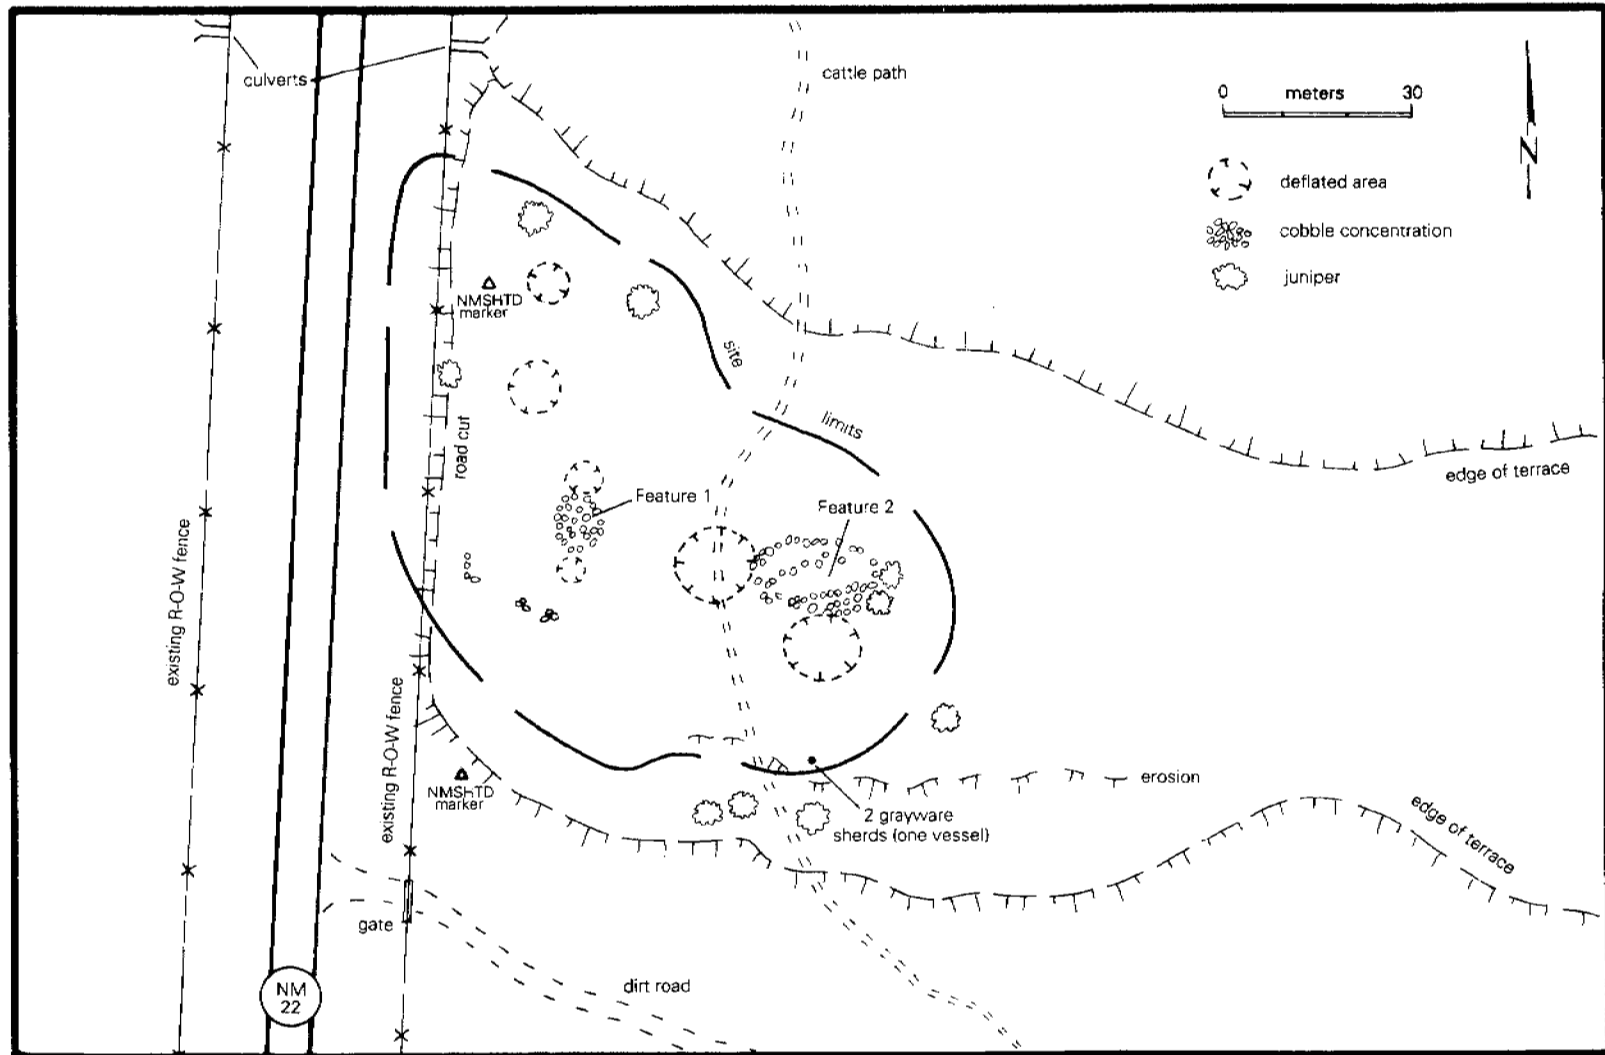 culverts
cattle path
0 meters 30
N
deflated area
cobble concentration
juniper
NMSHTD
marker
site
limits
road cut
edge of terrace
Feature 1
Feature 2
existing R-O-W fence
existing R-O-W fence
NMSHTD
marker
erosion
2 grayware
sherds (one vessel)
edge of terrace
gate
dirt road
NM
22